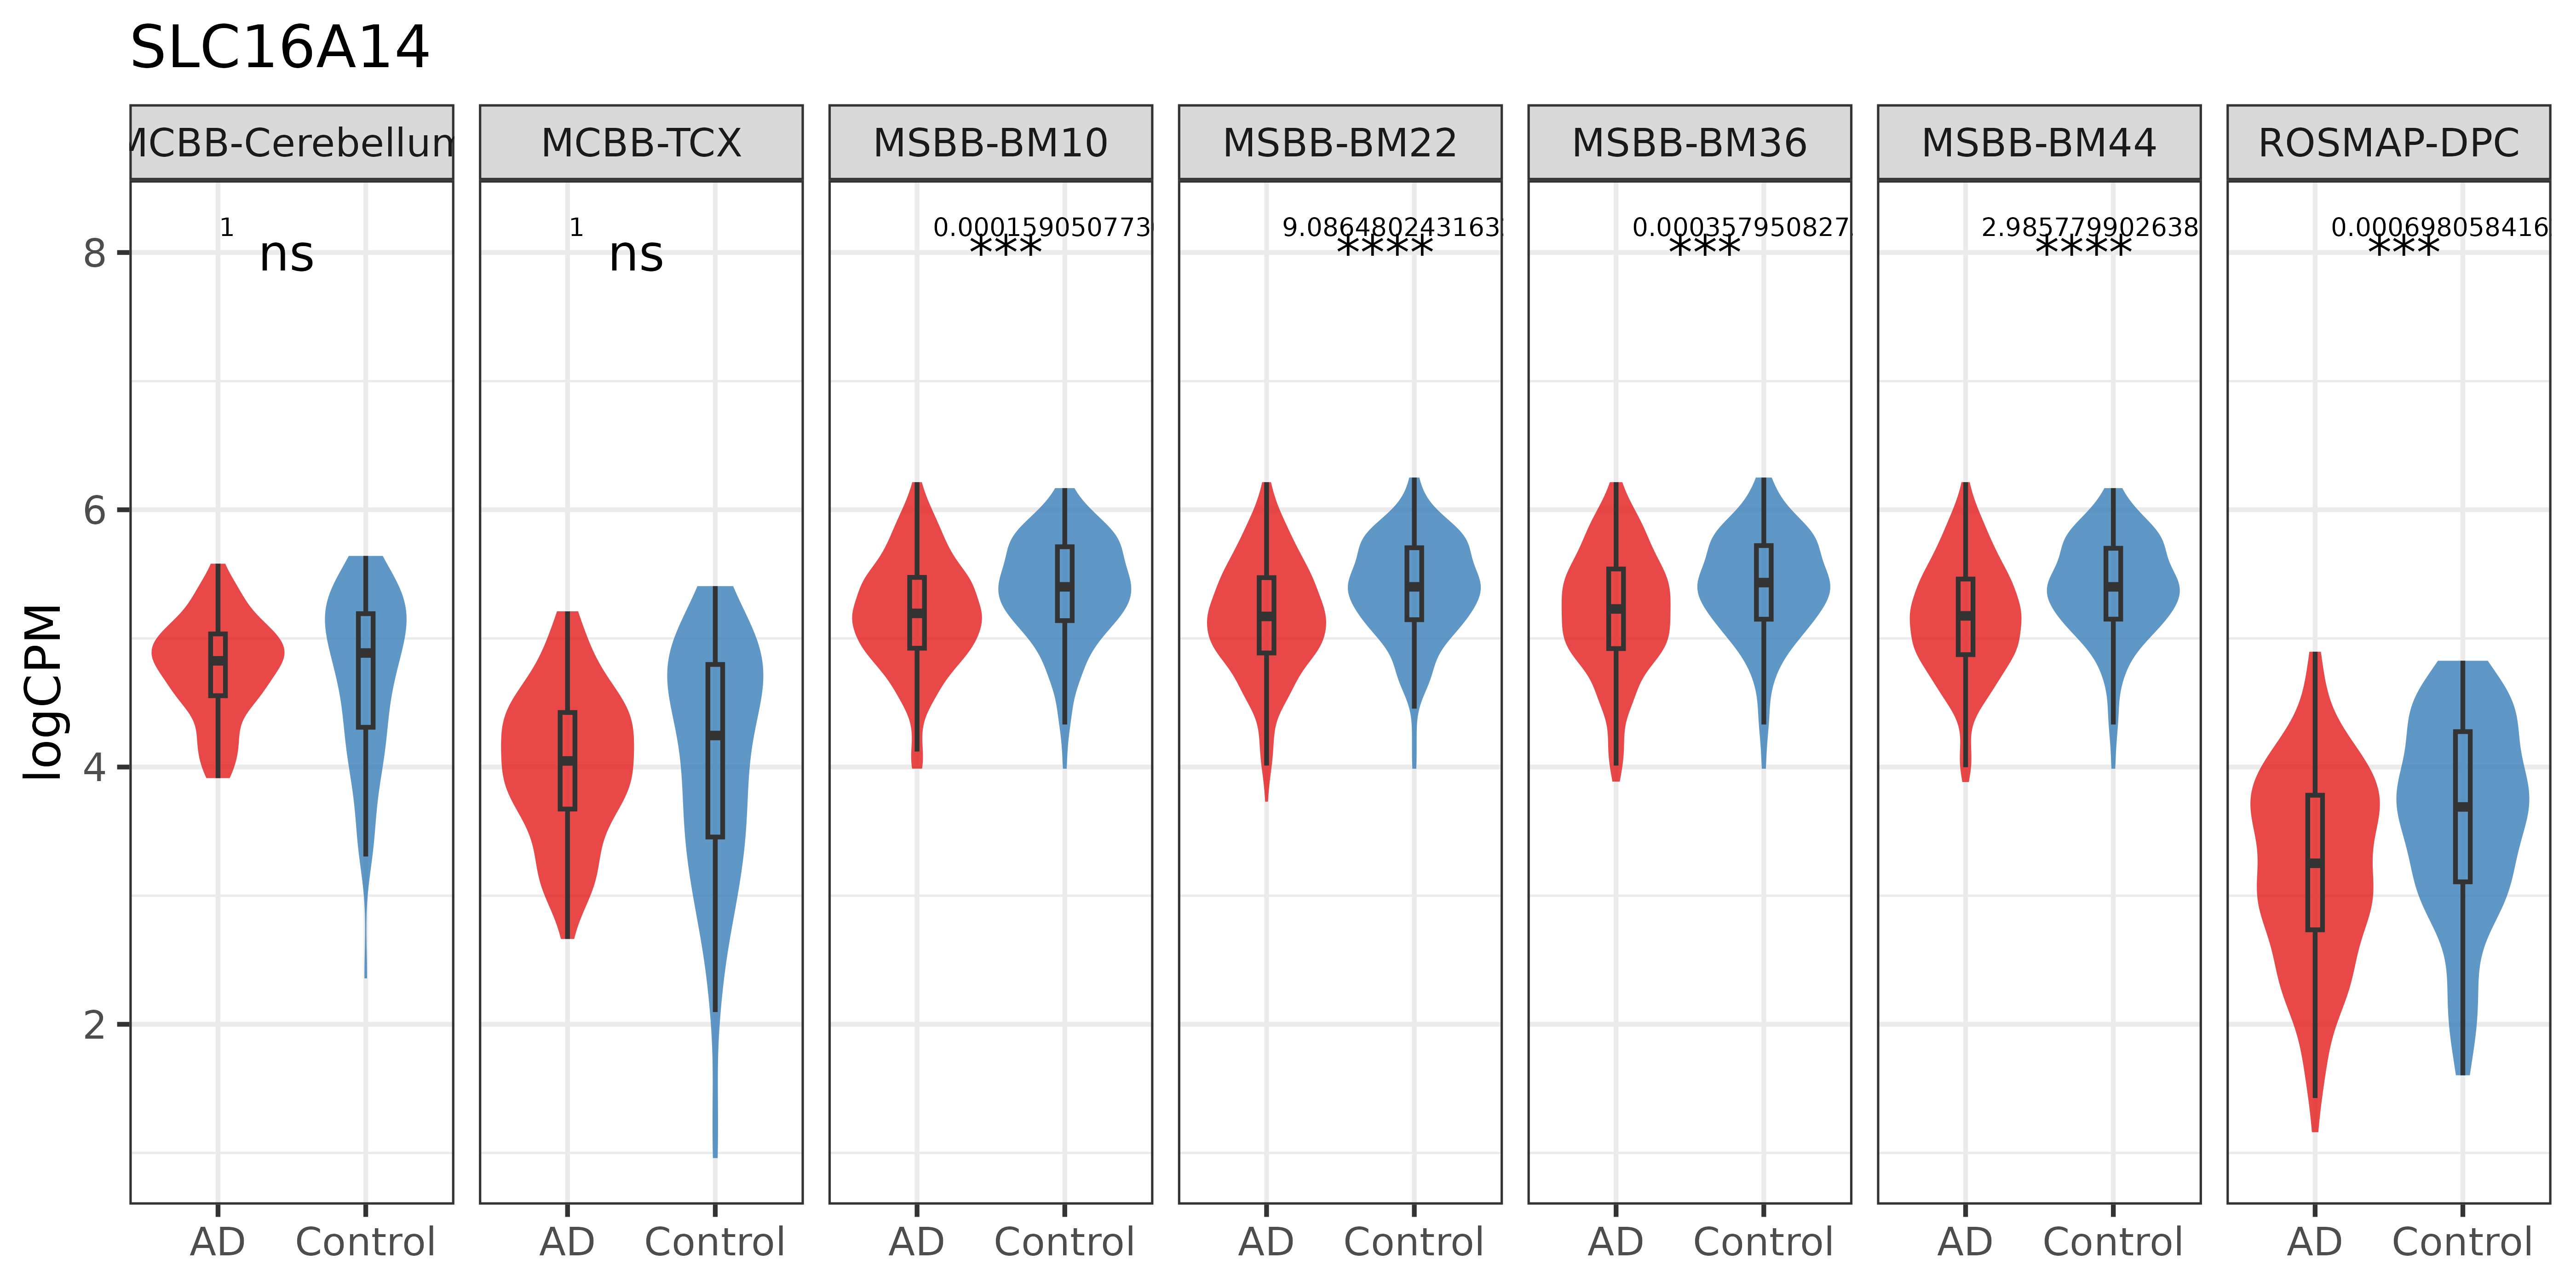 SLC16A14
MCBB-Cerebellum MCBB-TCX MSBB-BM10 MSBB-BM22 MSBB-BM36 MSBB-BM44 ROSMAP-DPC
1 1 0.000159050773 9.086480243163 0.000357950827 2.985779902638 0.000698058416
ns ns *** **** *** **** ***
8
6
4
2
logCPM
AD Control AD Control AD Control AD Control AD Control AD Control AD Control